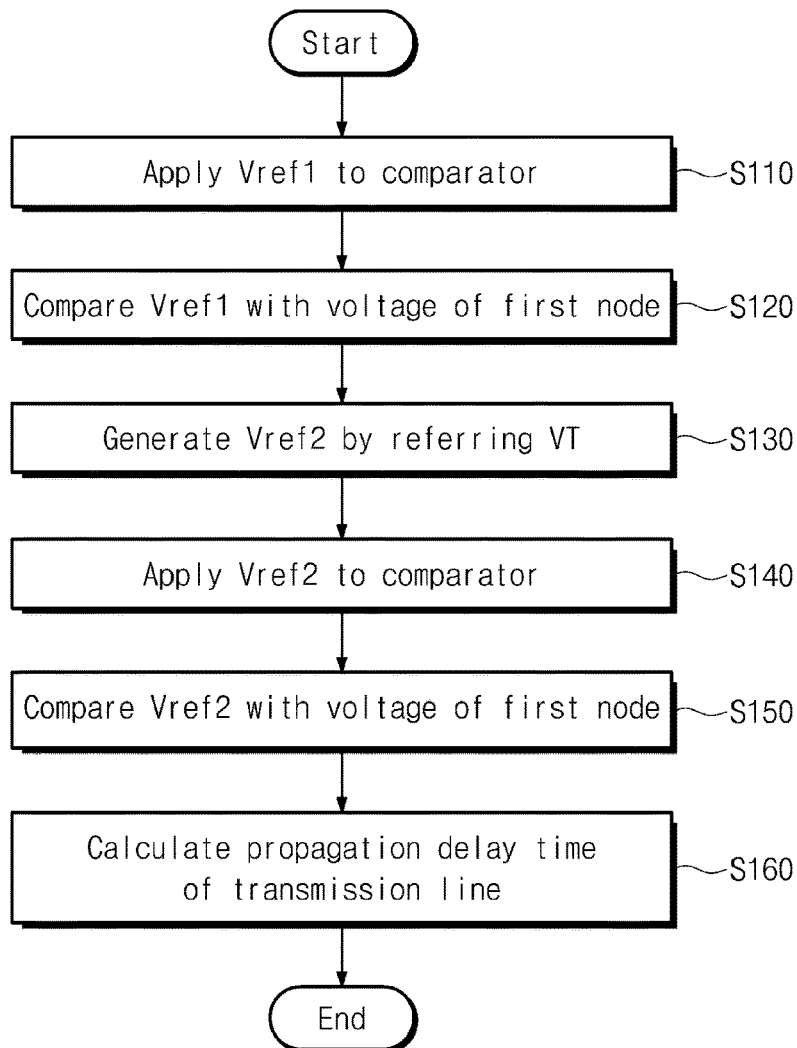 Start
Apply Vref1 to comparator
S110
Compare Vref1 with voltage of first node
S120
Generate Vref2 by referring VT
S130
Apply Vref2 to comparator
S140
Compare Vref2 with voltage of first node
S150
Calculate propagation delay time
of transmission line
S160
End